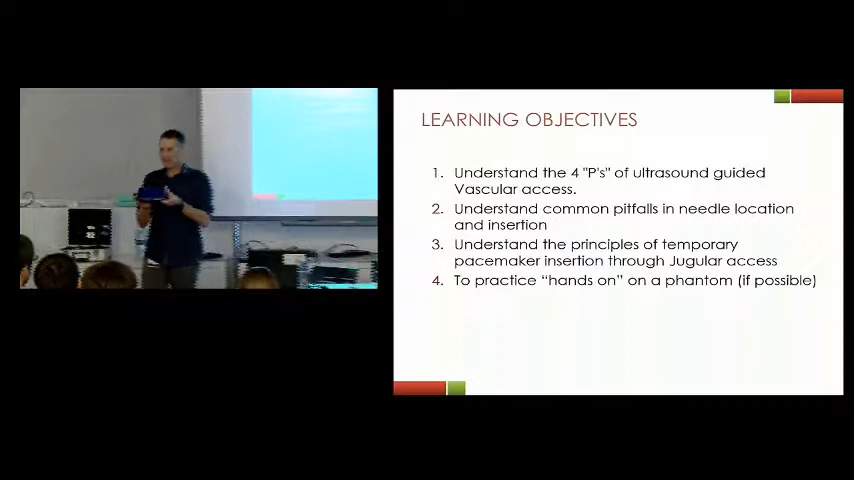 LEARNING OBJECTIVES
1. Understand the 4 "P's" of ultrasound guided
Vascular access.
2. Understand common pitfalls in needle location
and insertion
3. Understand the principles of temporary
pacemaker insertion through Jugular access
4. To practice “hands on” on a phantom (if possible)